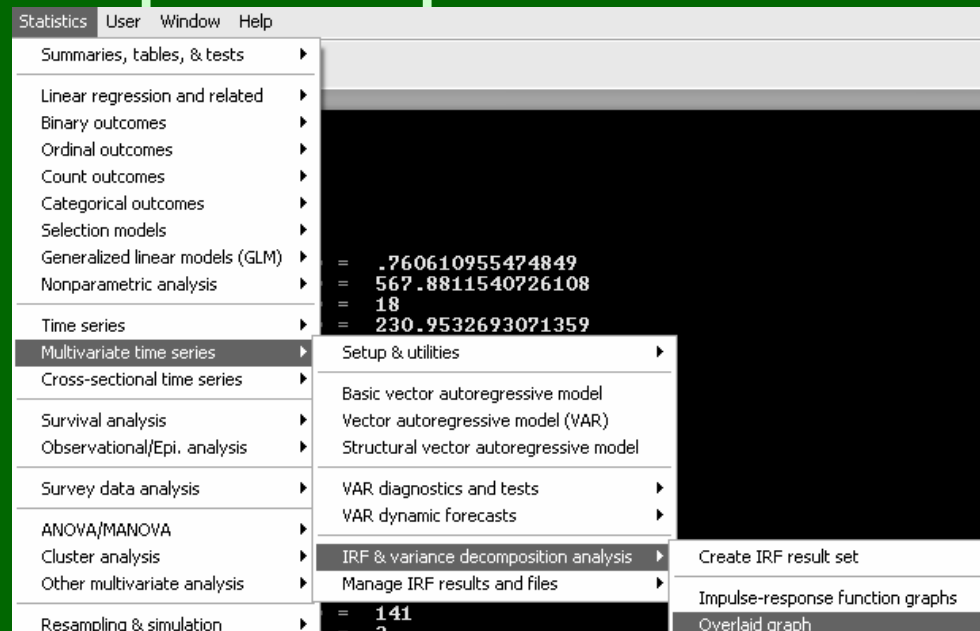 Statistics User Window Help
Summaries, tables, & tests
Linear regression and related
Binary outcomes
Ordinal outcomes
Count outcomes
Categorical outcomes
Selection models
Generalized linear models (GLM)
Nonparametric analysis
Time series
Multivariate time series
Cross-sectional time series
Survival analysis
Observational/Epi. analysis
Survey data analysis
ANOVA/MANOVA
Cluster analysis
Other multivariate analysis
Resampling & simulation
= .760610955474849
= 567.8811540726108
= 18
= 230.9532693071359
Setup & utilities
Basic vector autoregressive model
Vector autoregressive model (VAR)
Structural vector autoregressive model
VAR diagnostics and tests
VAR dynamic forecasts
IRF & variance decomposition analysis
Manage IRF results and files
= 141
Create IRF result set
Impulse-response function graphs
Overlaid graph